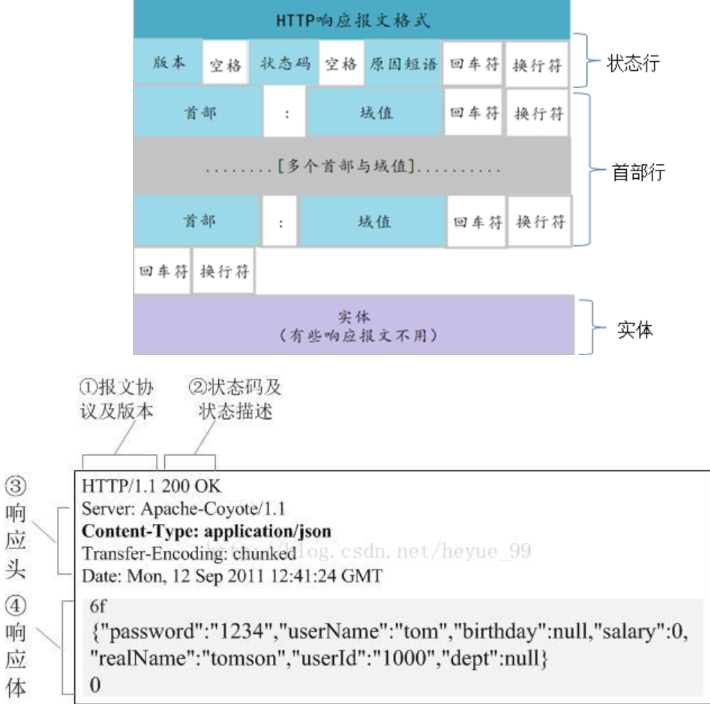 HTTP响应报文格式
版本 空格 状态码 空格 原因短语 回车符 换行符 状态行
首部 : 域值 回车符 换行符
........[多个首部与域值]..........
首部行
首部 : 域值 回车符 换行符
回车符 换行符
实体
(有些响应报文不用)
实体
①报文协议及版本
②状态码及状态描述
③响应头
HTTP/1.1 200 OK
Server: Apache-Coyote/1.1
Content-Type: application/json
Transfer-Encoding: chunked
http://blog.csdn.net/heyue_99
Date: Mon, 12 Sep 2011 12:41:24 GMT
④响应体
6f
{"password":"1234","userName":"tom","birthday":null,"salary":0,
"realName":"tomson","userId":"1000","dept":null}
0